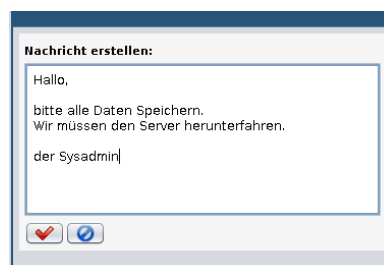 Nachricht erstellen:
Hallo,
bitte alle Daten Speichern.
Wir müssen den Server herunterfahren.
der Sysadmin